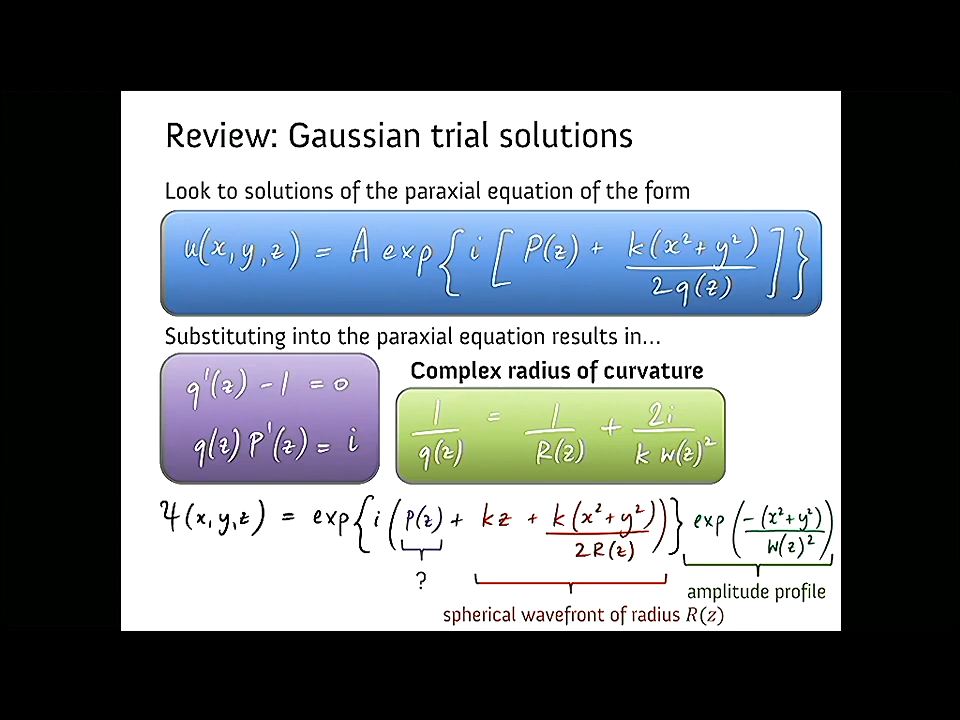 Review: Gaussian trial solutions
Look to solutions of the paraxial equation of the form
u(x,y,z) = A exp{i[P(z) + k(x²+y²)/2q(z)]}
Substituting into the paraxial equation results in...
Complex radius of curvature
q'(z) - 1 = 0
q(z) P'(z) = i
1/q(z) = 1/R(z) + 2i/k w(z)²
Ψ(x,y,z) = exp{i(P(z) + kz + k(x²+y²)/2R(z))} exp(-(x²+y²)/w(z)²)
?
amplitude profile
spherical wavefront of radius R(z)